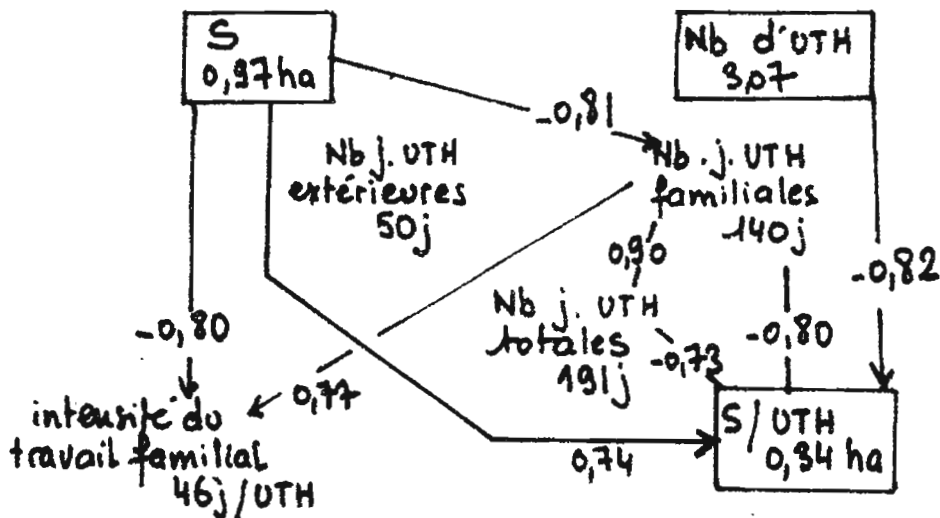 S
0,97 ha
Nb d'UTH
3,07
-0,81
Nb j. UTH
extérieures
50j
Nb. j. UTH
familiales
140j
0,90
-0,82
Nb j. UTH
totales
191j
-0,80
-0,73
-0,80
0,77
intensité du
travail familial
46j/UTH
S/UTH
0,34 ha
0,74